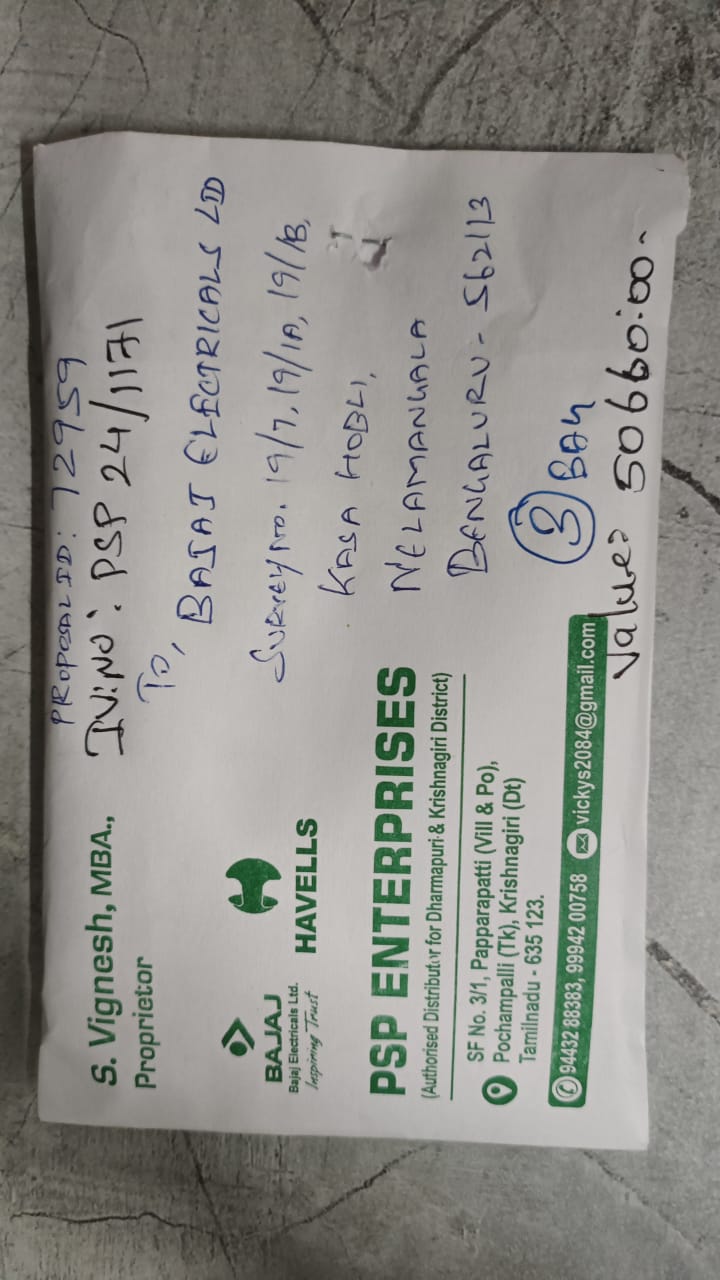 PROPOSAL ID: 72959
IV.NO: PSP 24/1171
To,
BAJAJ ELECTRICALS LTD
Survey No. 19/7, 19/1A, 19/1B,
KASA HOBLI,
NELAMANGALA
BENGALURU - 562113
3 BAY
Value 50660.00
S. Vignesh, MBA.,
Proprietor
BAJAJ
Bajaj Electricals Ltd.
Inspiring Trust
HAVELLS
PSP ENTERPRISES
(Authorised Distributor for Dharmapuri & Krishnagiri District)
SF No. 3/1, Papparapatti (Vill & Po),
Pochampalli (Tk), Krishnagiri (Dt)
Tamilnadu - 635 123.
94432 88383, 99942 00758 vickys2084@gmail.com